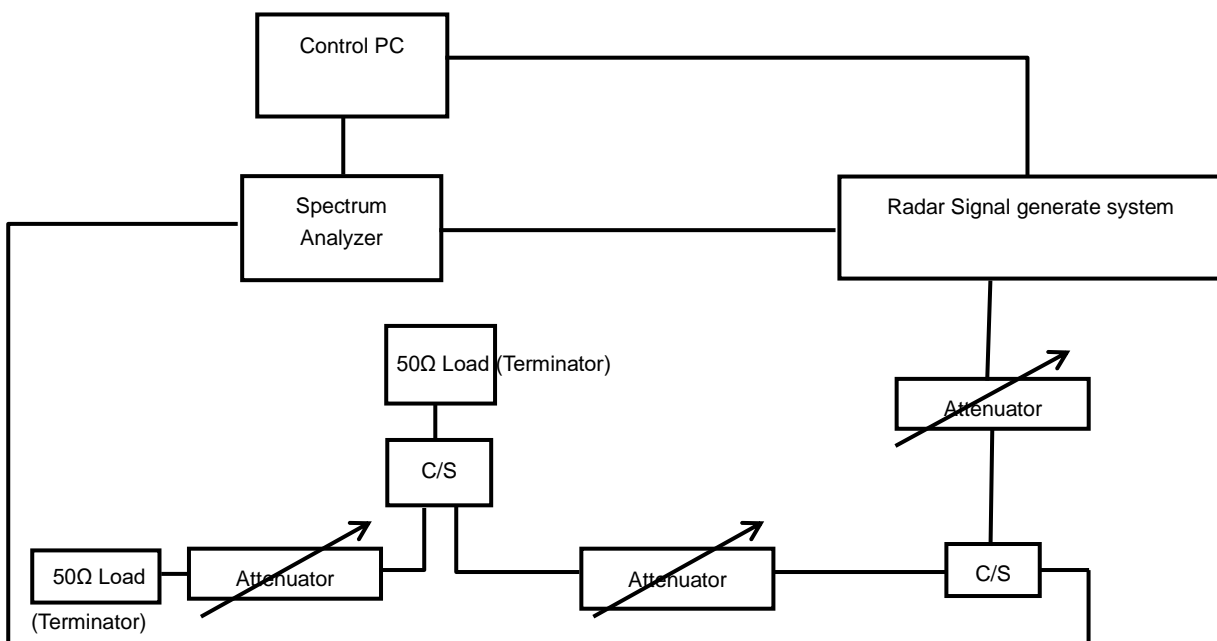 Control PC
Spectrum
Analyzer
Radar Signal generate system
50Ω Load (Terminator)
Attenuator
C/S
50Ω Load
(Terminator)
Attenuator
Attenuator
C/S